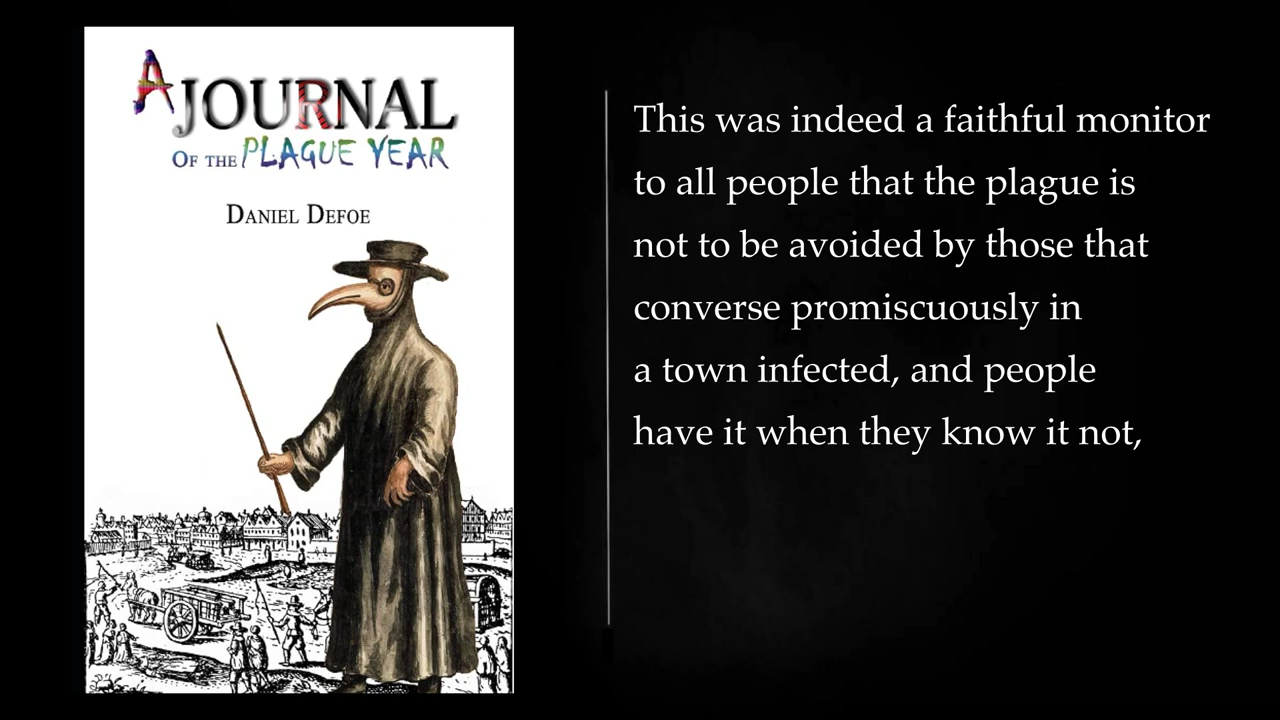 A JOURNAL
OF THE PLAGUE YEAR
DANIEL DEFOE
This was indeed a faithful monitor
to all people that the plague is
not to be avoided by those that
converse promiscuously in
a town infected, and people
have it when they know it not,